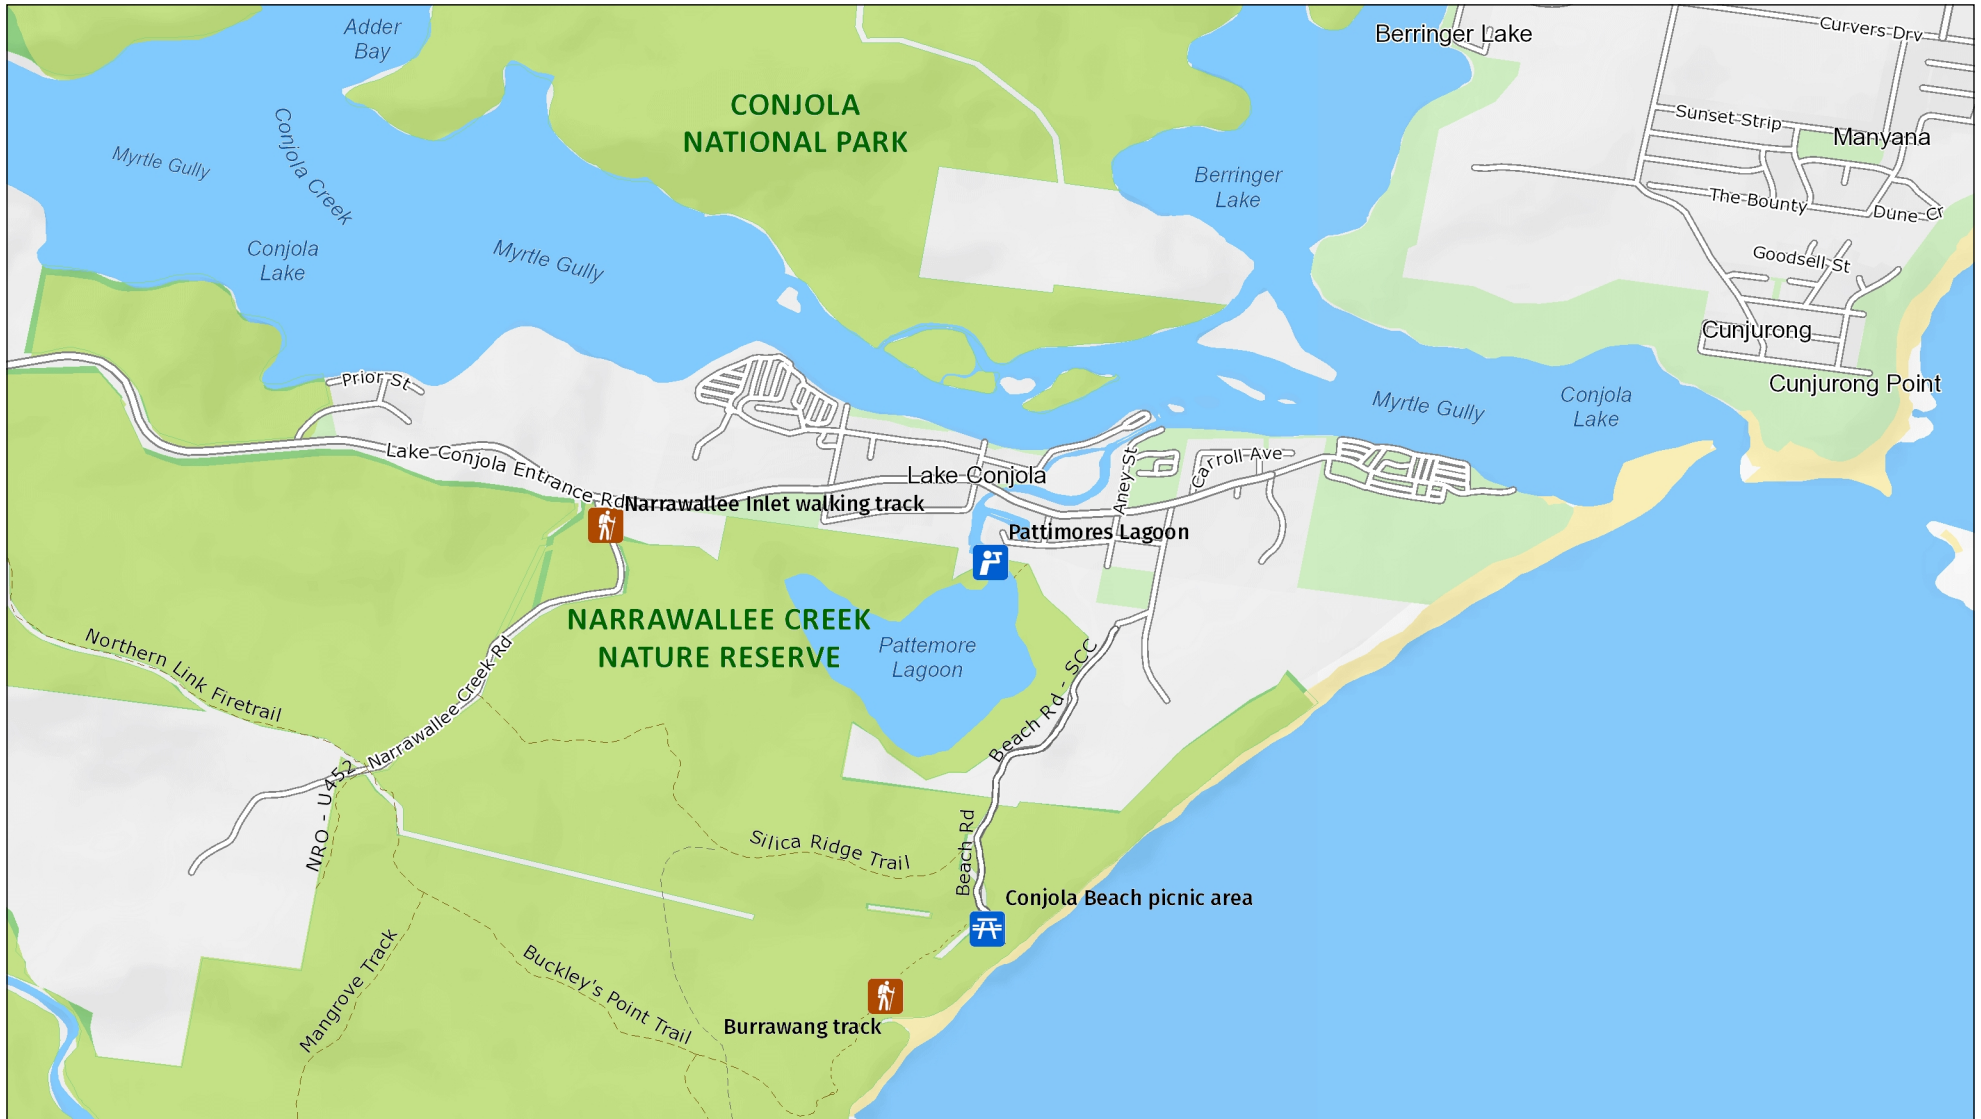 Adder
Bay
Berringer Lake
Curvers Drv
CONJOLA
NATIONAL PARK
Sunset Strip
Manyana
Myrtle Gully
Conjola Creek
Berringer
Lake
The Bounty
Dune Cr
Conjola
Lake
Myrtle Gully
Goodsell St
Cunjurong
Prior St
Cunjurong Point
Myrtle Gully
Conjola
Lake
Lake Conjola Entrance Rd
Lake Conjola
Aney St
Carroll Ave
Narrawallee Inlet walking track
Pattimores Lagoon
NARRAWALLEE CREEK
NATURE RESERVE
Pattemore
Lagoon
Northern Link Firetrail
Narrawallee Creek Rd
Beach Rd - SCC
NRO - U452
Silica Ridge Trail
Beach Rd
Conjola Beach picnic area
Mangrove Track
Buckley's Point Trail
Burrawang track